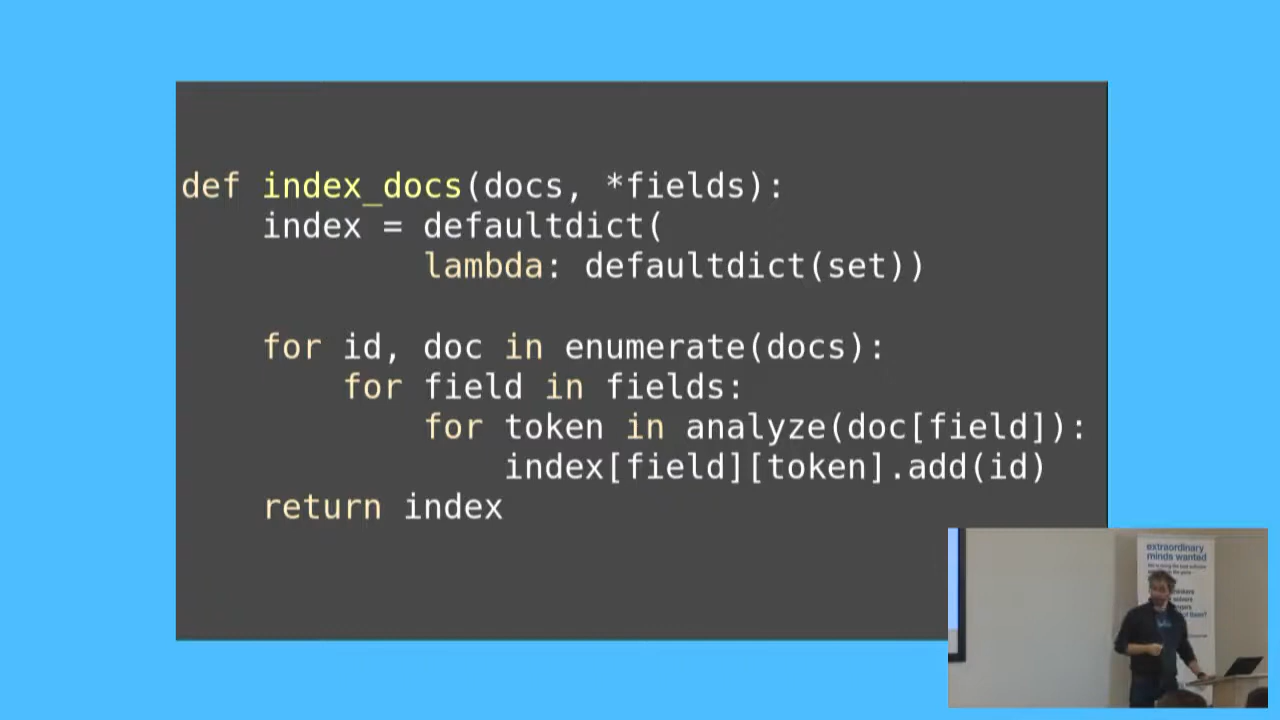 def index_docs(docs, *fields):
    index = defaultdict(
            lambda: defaultdict(set))
    for id, doc in enumerate(docs):
        for field in fields:
            for token in analyze(doc[field]):
                index[field][token].add(id)
    return index
extraordinary
minds wanted